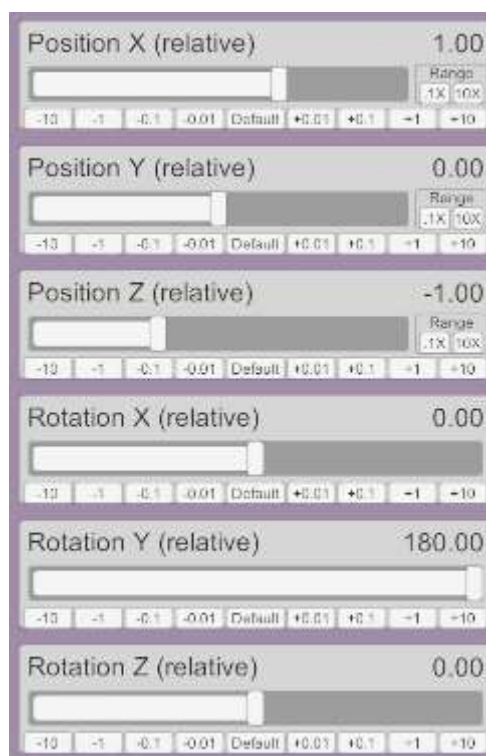 Position X (relative) 1.00
Range
.1X 10X
-10 -1 -0.1 -0.01 Default +0.01 +0.1 +1 +10
Position Y (relative) 0.00
Range
.1X 10X
-10 -1 -0.1 -0.01 Default +0.01 +0.1 +1 +10
Position Z (relative) -1.00
Range
.1X 10X
-10 -1 -0.1 -0.01 Default +0.01 +0.1 +1 +10
Rotation X (relative) 0.00
-10 -1 -0.1 -0.01 Default +0.01 +0.1 +1 +10
Rotation Y (relative) 180.00
-10 -1 -0.1 -0.01 Default +0.01 +0.1 +1 +10
Rotation Z (relative) 0.00
-10 -1 -0.1 -0.01 Default +0.01 +0.1 +1 +10